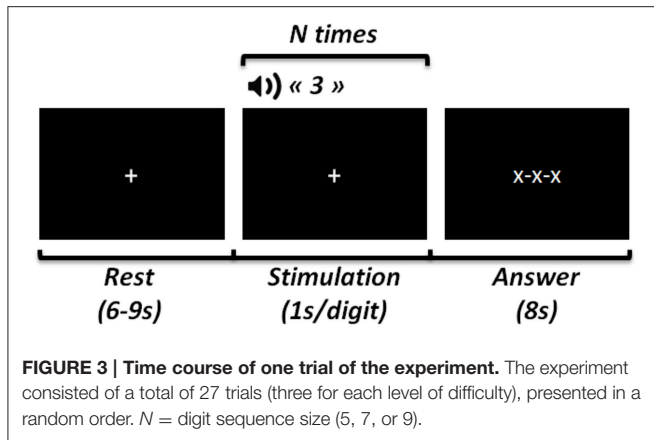 N times
« 3 »
+
+
x-x-x
Rest
(6-9s)
Stimulation
(1s/digit)
Answer
(8s)
FIGURE 3 | Time course of one trial of the experiment. The experiment
consisted of a total of 27 trials (three for each level of difficulty), presented in a
random order. N = digit sequence size (5, 7, or 9).